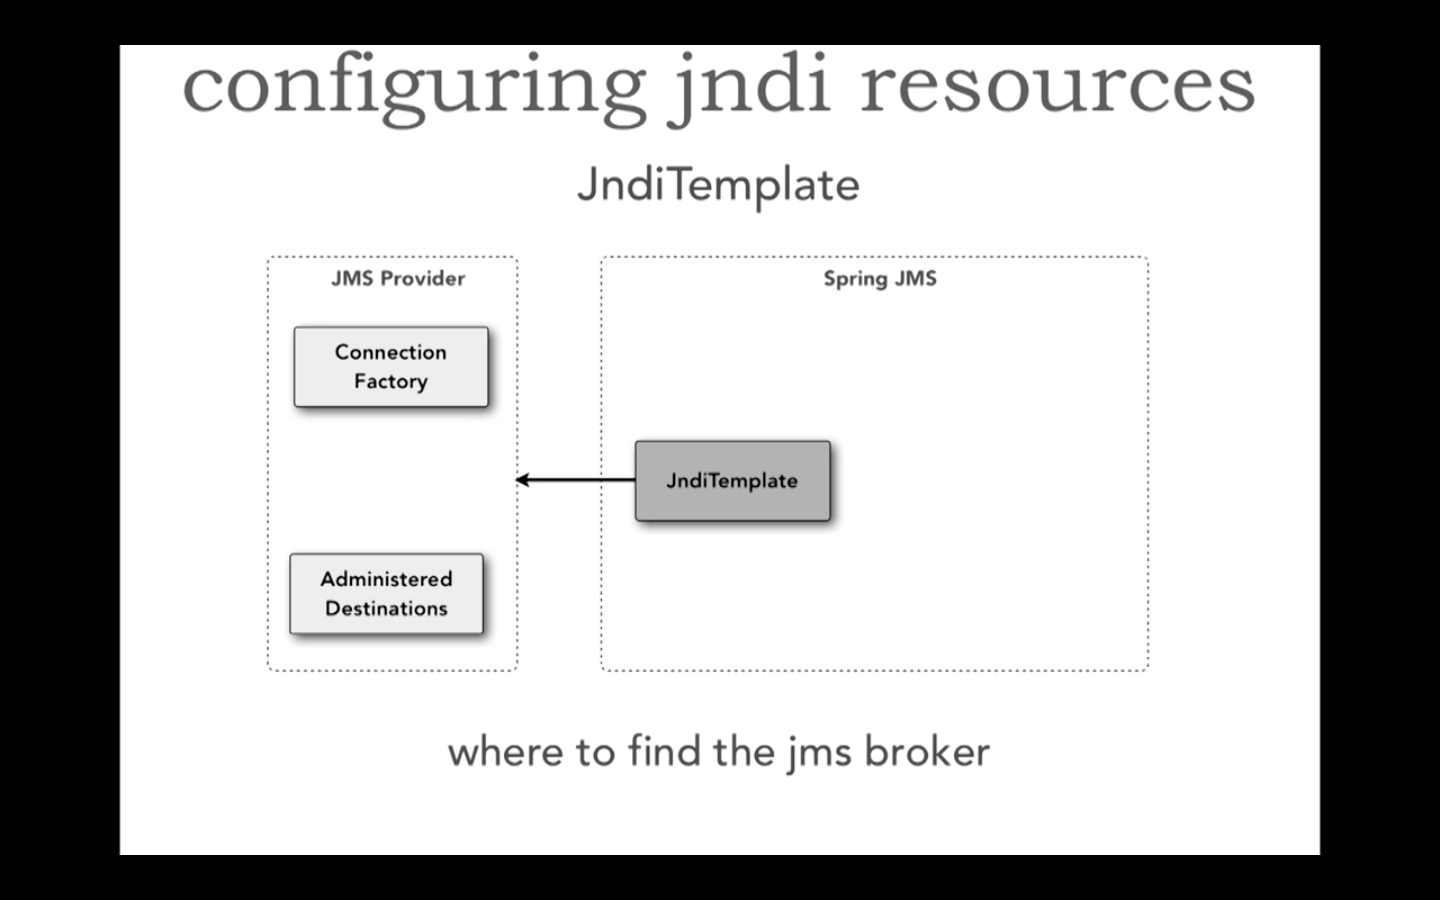 configuring jndi resources
JndiTemplate
JMS Provider
Connection
Factory
Administered
Destinations
Spring JMS
JndiTemplate
where to find the jms broker